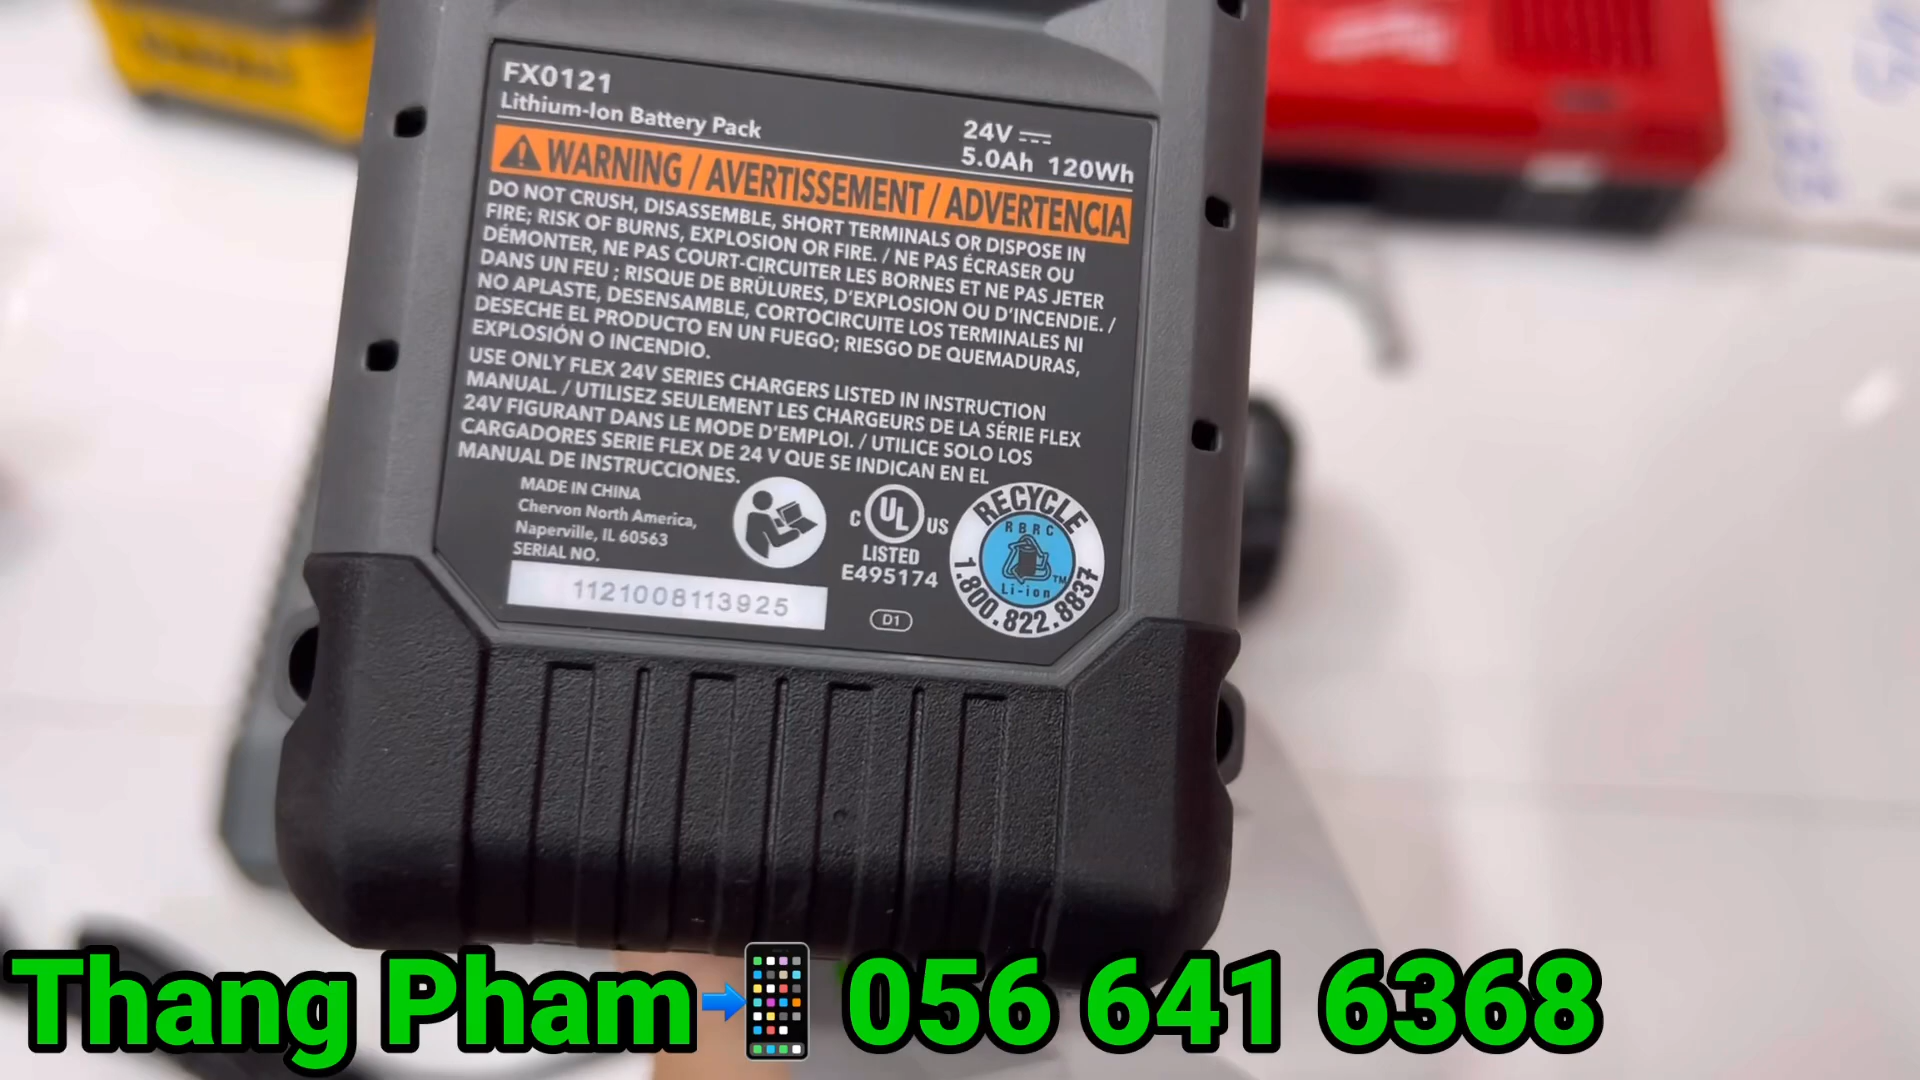 FX0121
Lithium-Ion Battery Pack
24V
5.0Ah 120Wh
WARNING / AVERTISSEMENT / ADVERTENCIA
DO NOT CRUSH, DISASSEMBLE, SHORT TERMINALS OR DISPOSE IN
FIRE; RISK OF BURNS, EXPLOSION OR FIRE. / NE PAS ÉCRASER OU
DÉMONTER, NE PAS COURT-CIRCUITER LES BORNES ET NE PAS JETER
DANS UN FEU ; RISQUE DE BRÛLURES, D'EXPLOSION OU D'INCENDIE. /
NO APLASTE, DESENSAMBLE, CORTOCIRCUITE LOS TERMINALES NI
DESECHE EL PRODUCTO EN UN FUEGO; RIESGO DE QUEMADURAS,
EXPLOSIÓN O INCENDIO.
USE ONLY FLEX 24V SERIES CHARGERS LISTED IN INSTRUCTION
MANUAL. / UTILISEZ SEULEMENT LES CHARGEURS DE LA SÉRIE FLEX
24V FIGURANT DANS LE MODE D'EMPLOI. / UTILICE SOLO LOS
CARGADORES SERIE FLEX DE 24 V QUE SE INDICAN EN EL
MANUAL DE INSTRUCCIONES.
MADE IN CHINA
Chervon North America,
Naperville, IL 60563
SERIAL NO.
1121008113925
C UL US
LISTED
E495174
D1
RECYCLE
RBRC
TM
Li-ion
1.800.822.8837
Thang Pham 056 641 6368